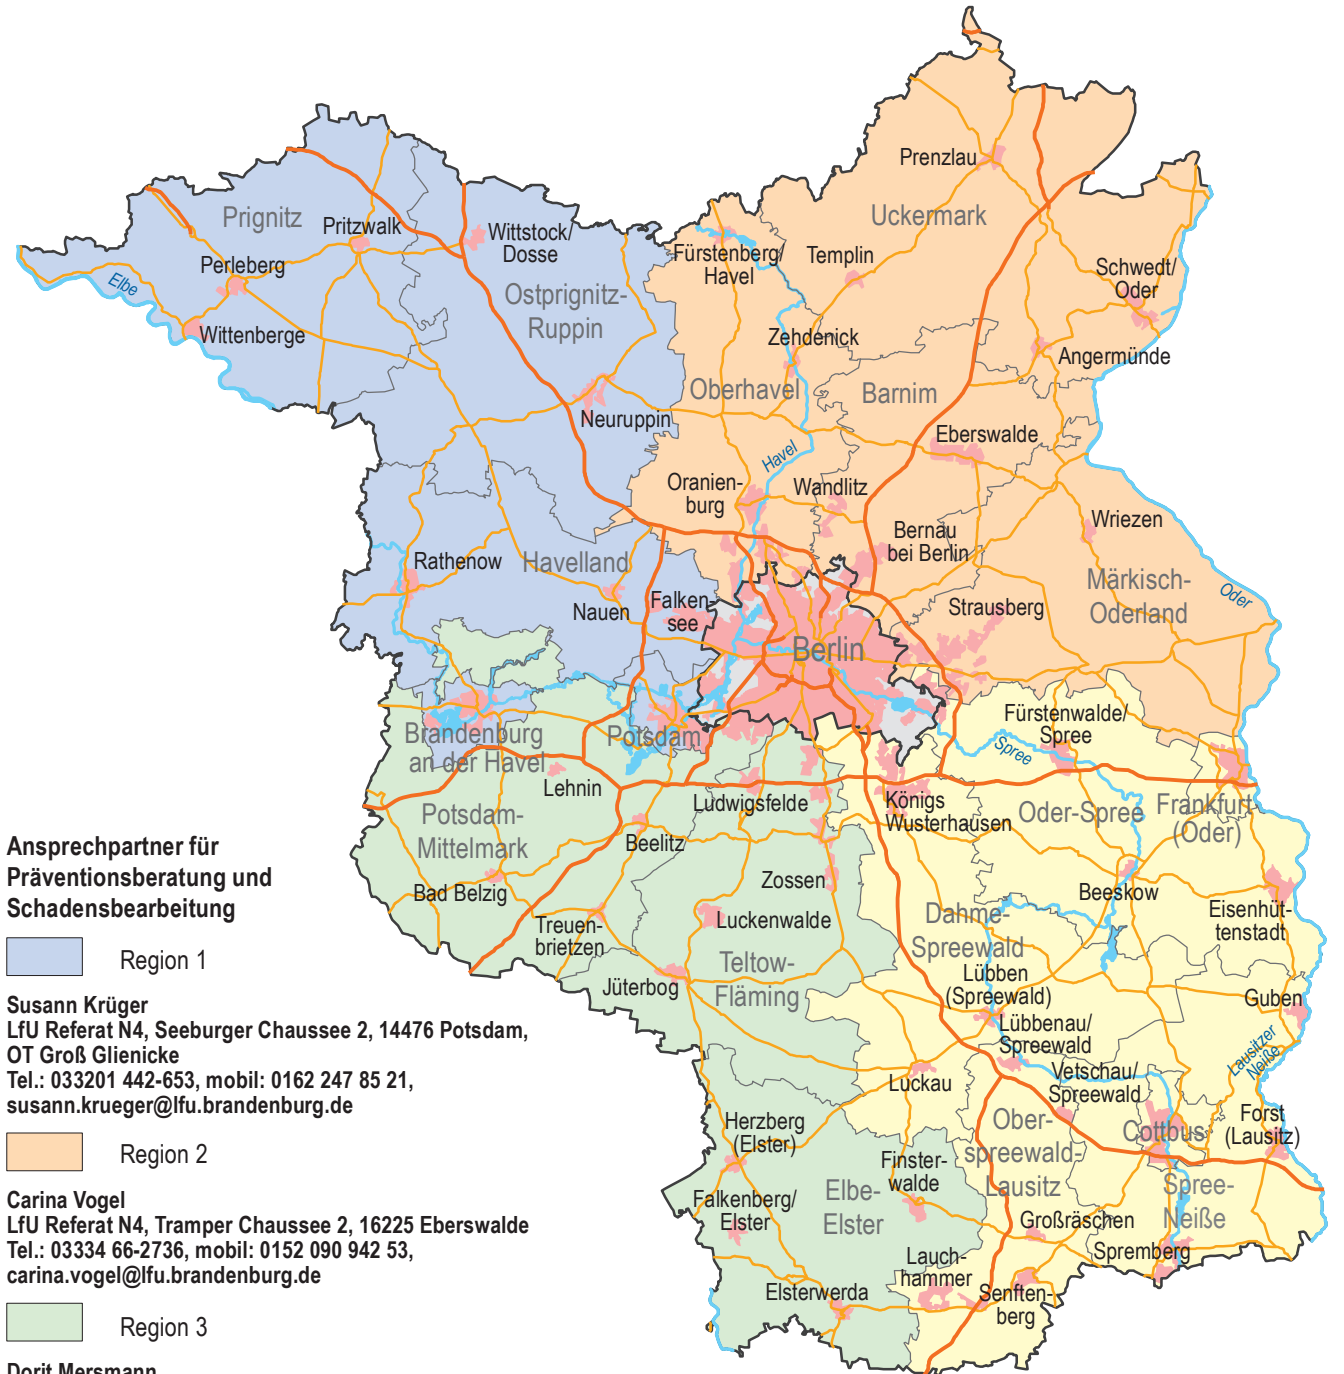 Prenzlau
Uckermark
Prignitz
Pritzwalk
Wittstock/
Dosse
Fürstenberg/
Havel
Templin
Schwedt/
Oder
Perleberg
Elbe
Ostprignitz-
Ruppin
Wittenberge
Zehdenick
Angermünde
Oberhavel
Barnim
Neuruppin
Eberswalde
Havel
Oranien-
burg
Wandlitz
Wriezen
Bernau
bei Berlin
Rathenow
Havelland
Märkisch-
Oderland
Oder
Nauen
Falken-
see
Strausberg
Berlin
Fürstenwalde/
Spree
Spree
Brandenburg
an der Havel
Potsdam
Lehnin
Ludwigsfelde
Königs
Wusterhausen
Oder-Spree
Frankfurt
(Oder)
Potsdam-
Mittelmark
Beelitz
Bad Belzig
Zossen
Beeskow
Eisenhüt-
tenstadt
Treuen-
brietzen
Luckenwalde
Dahme-
Spreewald
Teltow-
Fläming
Jüterbog
Lübben
(Spreewald)
Guben
Lübbenau/
Spreewald
Lausitzer
Neiße
Luckau
Vetschau/
Spreewald
Herzberg
(Elster)
Ober-
spreewald-
Lausitz
Cottbus
Forst
(Lausitz)
Finster-
walde
Falkenberg/
Elster
Elbe-
Elster
Spree-
Neiße
Großräschen
Spremberg
Lauch-
hammer
Elsterwerda
Senften-
berg
Ansprechpartner für
Präventionsberatung und
Schadensbearbeitung
Region 1
Susann Krüger
LfU Referat N4, Seeburger Chaussee 2, 14476 Potsdam,
OT Groß Glienicke
Tel.: 033201 442-653, mobil: 0162 247 85 21,
susann.krueger@lfu.brandenburg.de
Region 2
Carina Vogel
LfU Referat N4, Tramper Chaussee 2, 16225 Eberswalde
Tel.: 03334 66-2736, mobil: 0152 090 942 53,
carina.vogel@lfu.brandenburg.de
Region 3
Dorit Mersmann